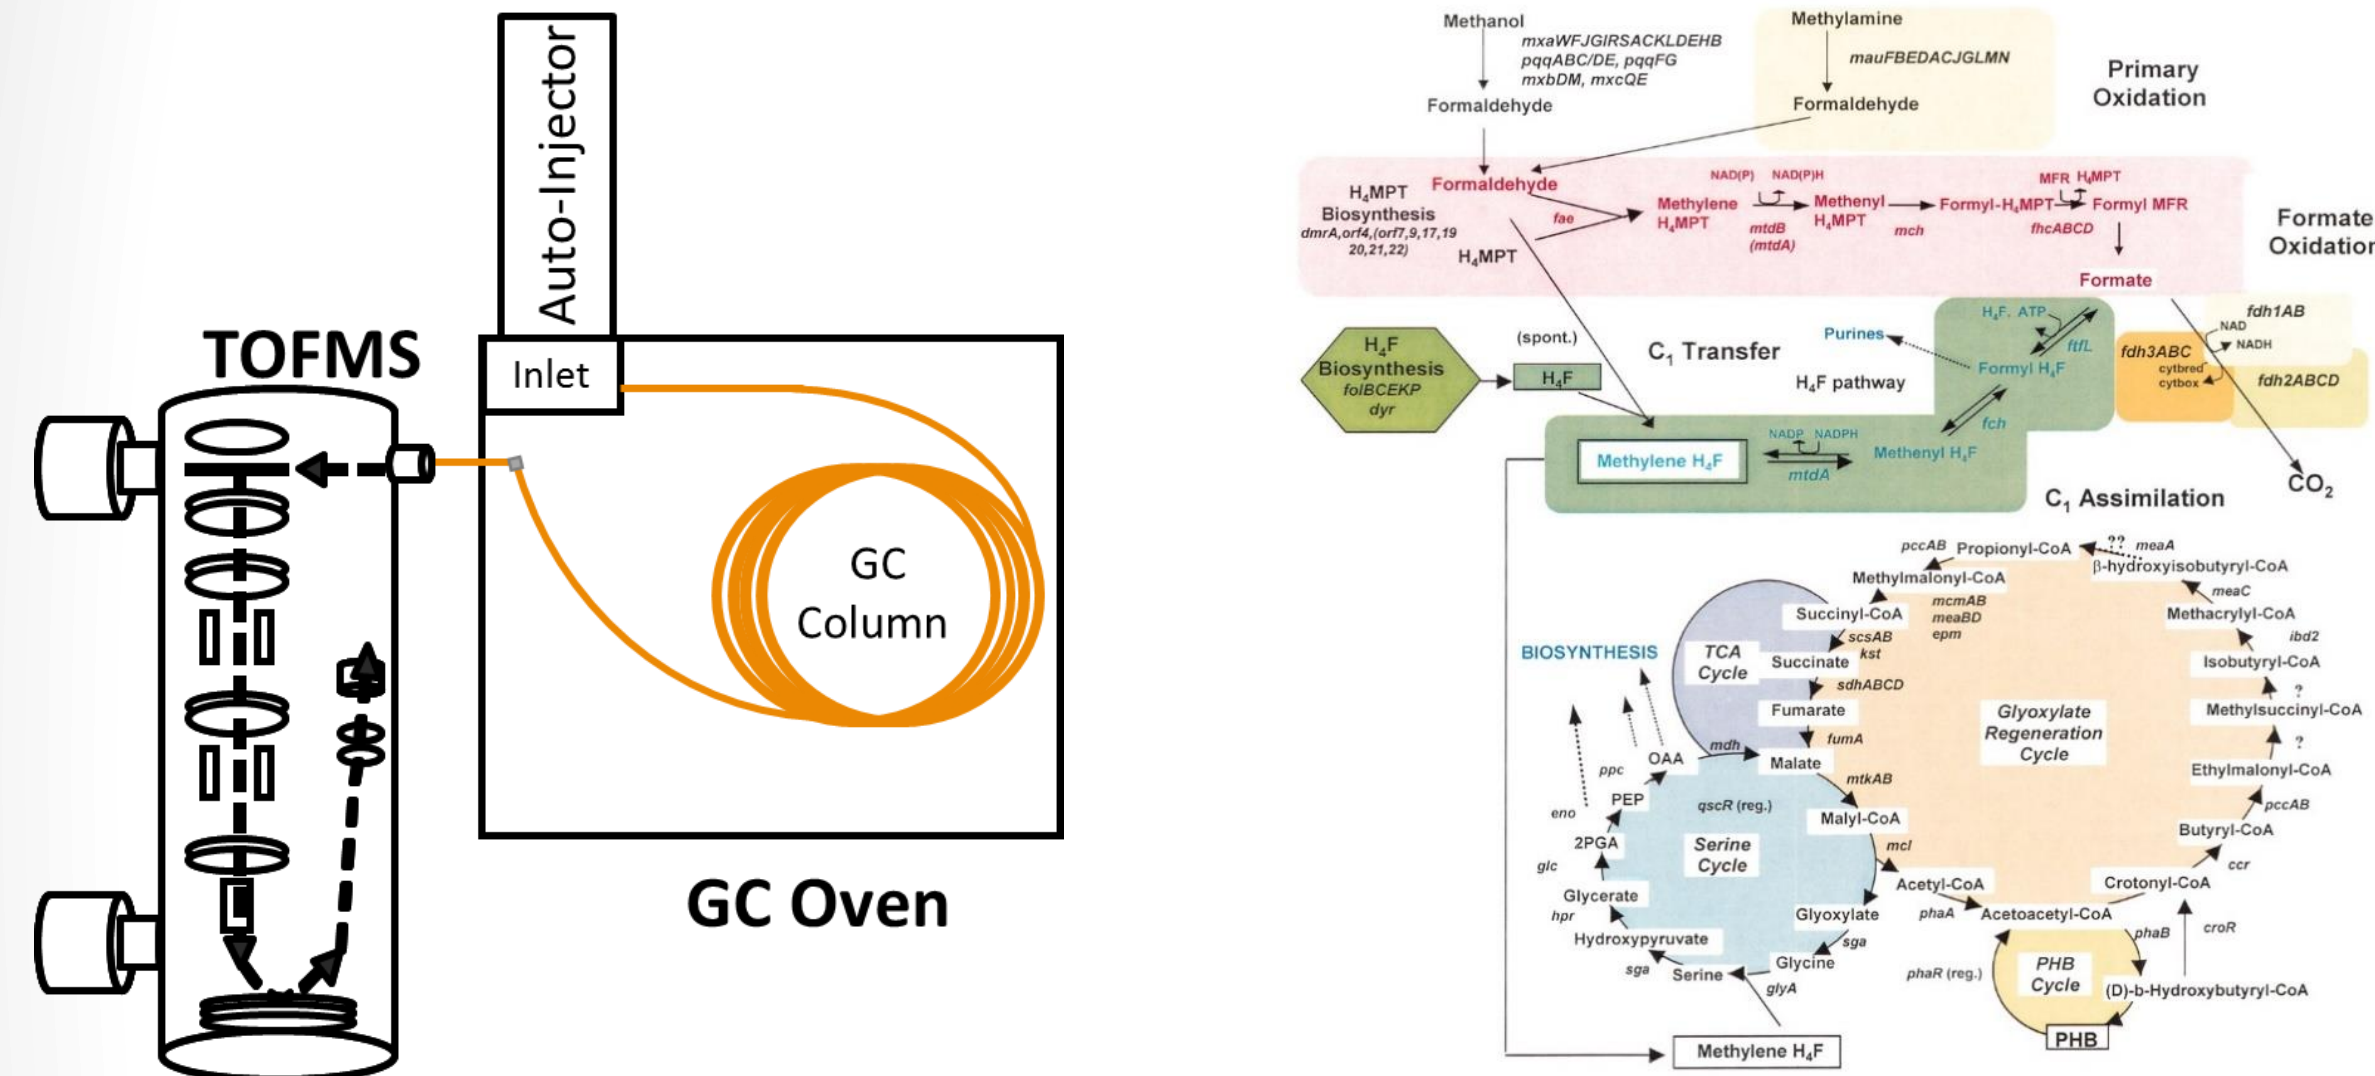 Auto-Injector
TOFMS
Inlet
GC
Column
GC Oven
Methanol
mxaWFJGIRSACKLDEHB
pqqABC/DE, pqqFG
mxbDM, mxcQE
Formaldehyde
Methylamine
mauFBEDACJGLMN
Formaldehyde
Primary
Oxidation
H4MPT
Biosynthesis
dmrA,orf4,(orf7,9,17,19
20,21,22)
Formaldehyde
fae
H4MPT
Methylene
H4MPT
NAD(P) NAD(P)H
mtdB
(mtdA)
Methenyl
H4MPT
mch
Formyl-H4MPT
MFR H4MPT
fhcABCD
Formyl MFR
Formate
Formate
Oxidation
H4F
Biosynthesis
folBCEKP
dyr
(spont.)
H4F
C1 Transfer
H4F pathway
Purines
H4F, ATP
ftfL
Formyl H4F
fch
Methylene H4F
NADP NADPH
mtdA
Methenyl H4F
fdh1AB
NAD
NADH
fdh3ABC
cytbred
cytbox
fdh2ABCD
CO2
C1 Assimilation
pccAB
Propionyl-CoA
??
meaA
β-hydroxyisobutyryl-CoA
Methylmalonyl-CoA
meaC
mcmAB
meaBD
epm
Methacrylyl-CoA
Succinyl-CoA
scsAB
kst
ibd2
BIOSYNTHESIS
TCA
Cycle
Succinate
Isobutyryl-CoA
sdhABCD
?
Fumarate
Glyoxylate
Regeneration
Cycle
Methylsuccinyl-CoA
fumA
?
mdh
OAA
Malate
ppc
mtkAB
Ethylmalonyl-CoA
PEP
qscR (reg.)
pccAB
eno
Malyl-CoA
Butyryl-CoA
2PGA
Serine
Cycle
mcl
glc
ccr
Acetyl-CoA
Crotonyl-CoA
Glycerate
hpr
Glyoxylate
phaA
Acetoacetyl-CoA
croR
phaB
Hydroxypyruvate
sga
sga
Serine
Glycine
glyA
phaR (reg.)
PHB
Cycle
(D)-b-Hydroxybutyryl-CoA
PHB
Methylene H4F